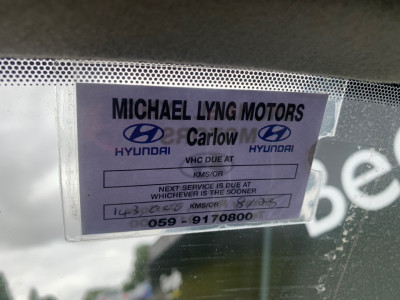 MICHAEL LYNG MOTORS
HYUNDAI Carlow HYUNDAI
VHC DUE AT
KMS/OR
NEXT SERVICE IS DUE AT
WHICHEVER IS THE SOONER
KMS/OR
059 - 9170800
Bee